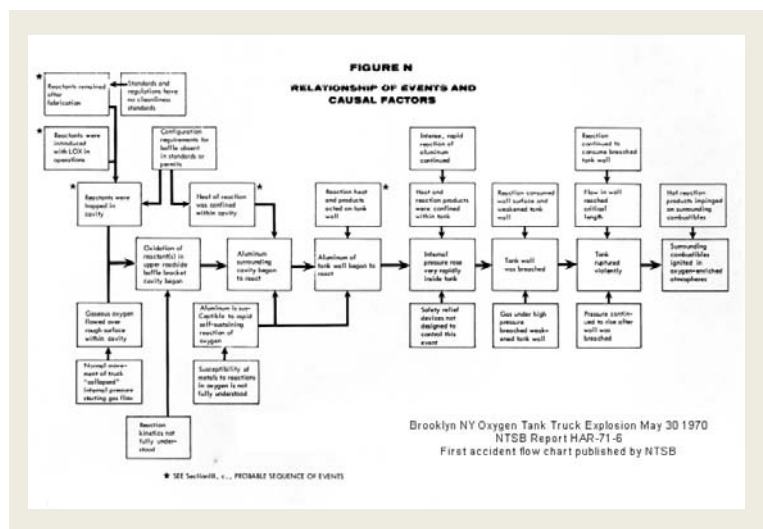 FIGURE N
RELATIONSHIP OF EVENTS AND
CAUSAL FACTORS
★
Reactants remained
after
fabrication
Standards and
regulations have
no cleanliness
standards
★
Reactants were
introduced
with LOX in
operations
Configuration
requirements for
baffle absent
in standards or
permits
Intense, rapid
reaction of
aluminum
continued
Reaction
continued to
consume breached
tank wall
★
Reactants were
trapped in
cavity
Heat of reaction
was confined
within cavity
★
Reaction heat
and products
acted on tank
wall
★
Heat and
reaction products
were confined
within tank
Reaction consumed
wall surface and
weakened tank
wall
Flow in wall
reached
critical
length
Hot reaction
products impinged
on surrounding
combustibles
Oxidation of
reactant(s) in
upper roadside
baffle bracket
cavity began
Aluminum
surrounding
cavity began to
react
Aluminum of
tank wall began to
react
Internal
pressure rose
very rapidly
inside tank
Tank wall
was breached
Tank
ruptured
violently
Surrounding
combustibles
ignited in
oxygen-enriched
atmospheres
Gaseous oxygen
flowed over
rough surface
within cavity
Aluminum is sus-
Ceptible to rapid
self-sustaining
reaction of
oxygen
Safety relief
devices not
designed to
control this
event
Gas under high
pressure
breached weak-
ened tank wall
Pressure contin-
ued to rise after
wall was
breached
Normal move-
ment of truck
"collapsed"
internal pressure
starting gas flow
Susceptibility of
metals to reactions
in oxygen is not
fully understood
Reaction
kinetics not
fully under-
stood
Brooklyn NY Oxygen Tank Truck Explosion May 30 1970
NTSB Report HAR-71-6
First accident flow chart published by NTSB
★ SEE Section III, c., PROBABLE SEQUENCE OF EVENTS